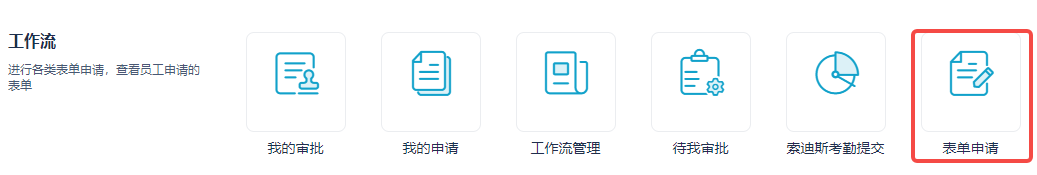 工作流
进行各类表单申请，查看员工申请的
表单
我的审批
我的申请
工作流管理
待我审批
索迪斯考勤提交
表单申请